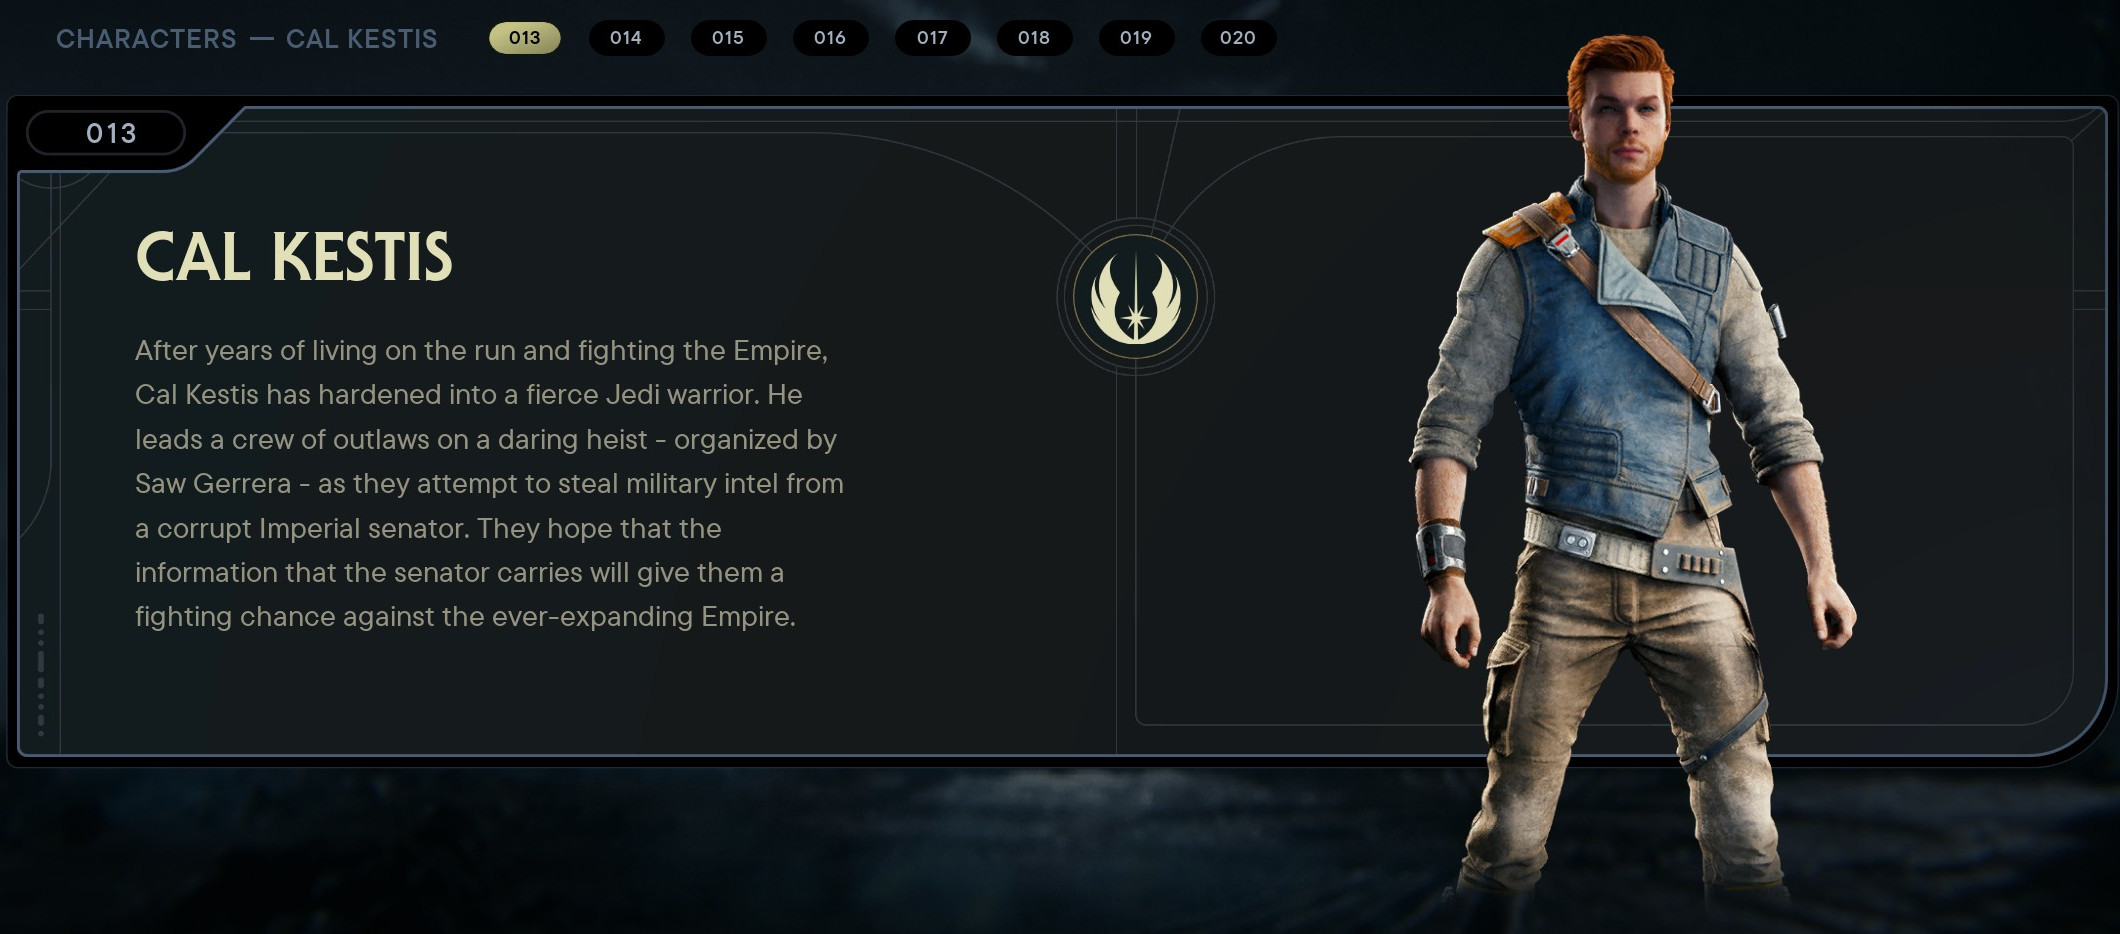 CHARACTERS — CAL KESTIS
013 014 015 016 017 018 019 020
013
CAL KESTIS
After years of living on the run and fighting the Empire,
Cal Kestis has hardened into a fierce Jedi warrior. He
leads a crew of outlaws on a daring heist - organized by
Saw Gerrera - as they attempt to steal military intel from
a corrupt Imperial senator. They hope that the
information that the senator carries will give them a
fighting chance against the ever-expanding Empire.